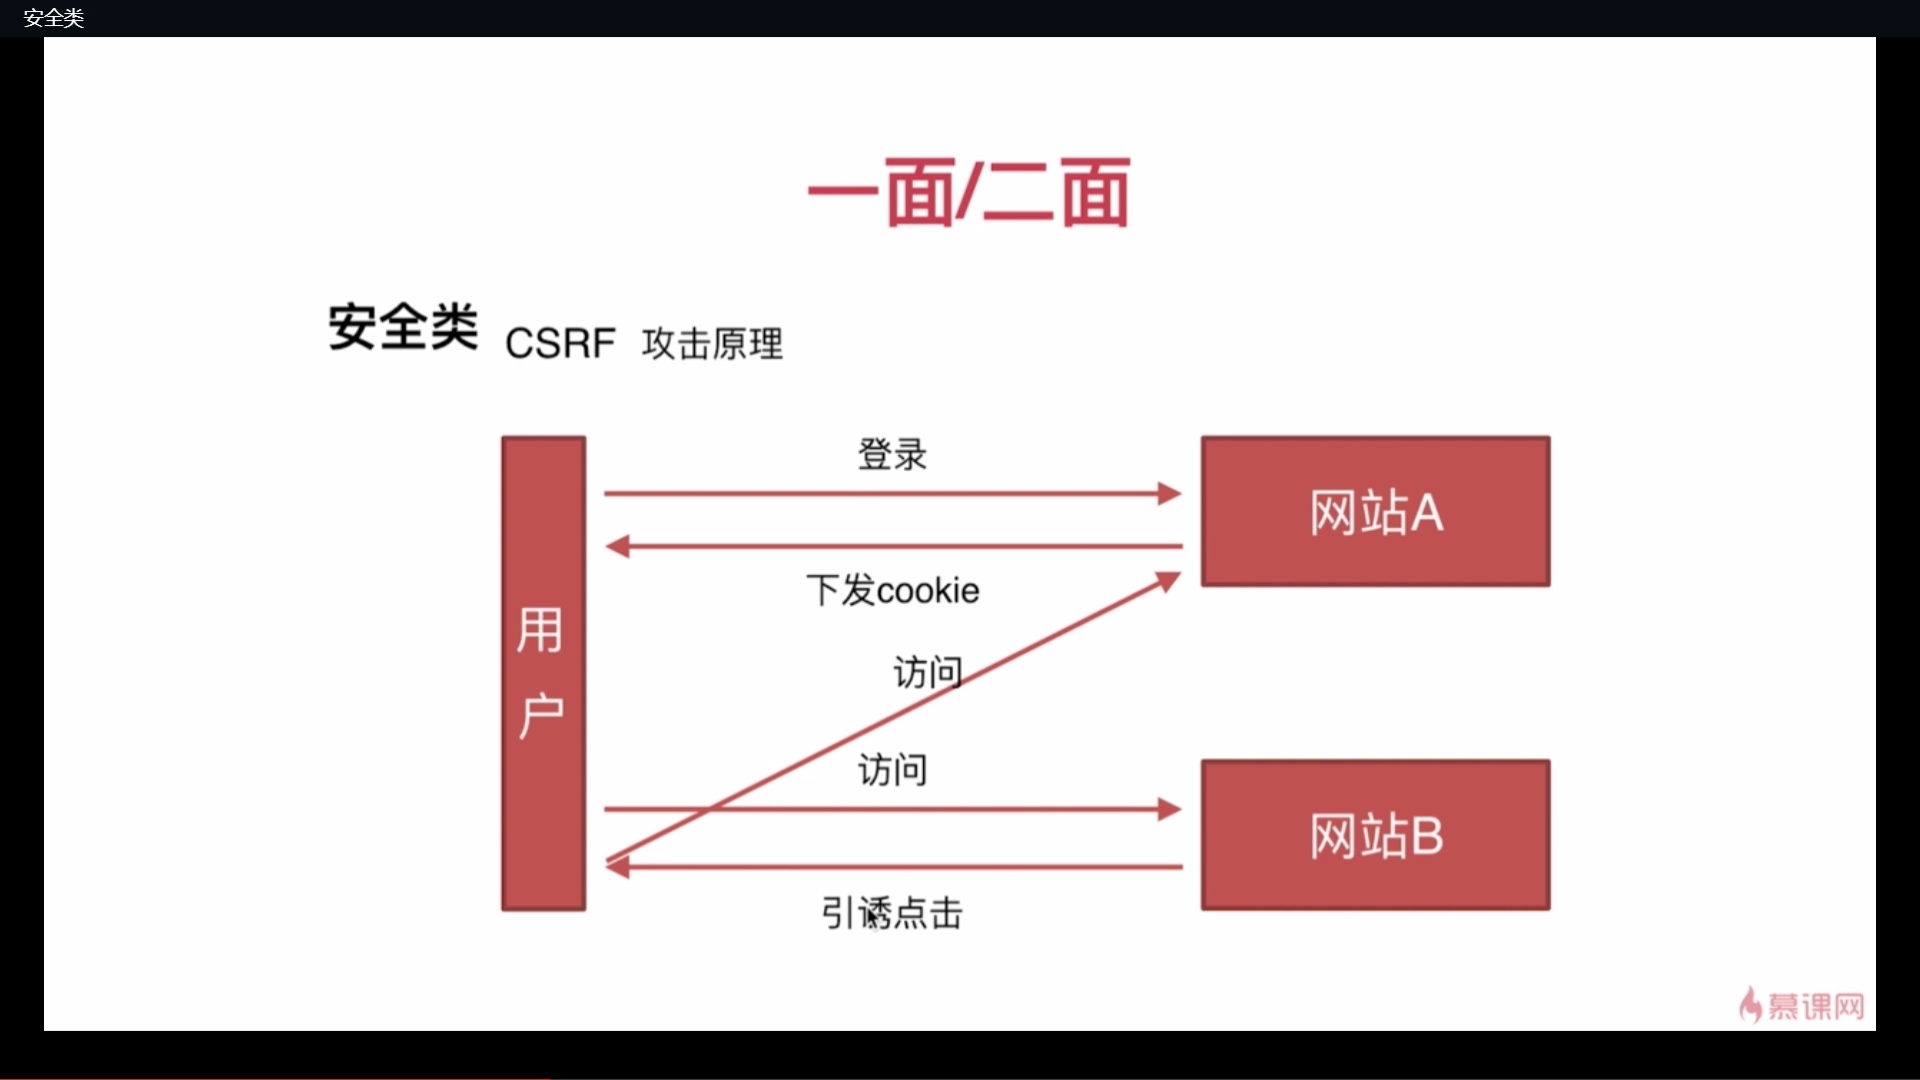 安全类
一面/二面
安全类 CSRF 攻击原理
登录
网站A
下发cookie
用户
访问
访问
网站B
引诱点击
慕课网